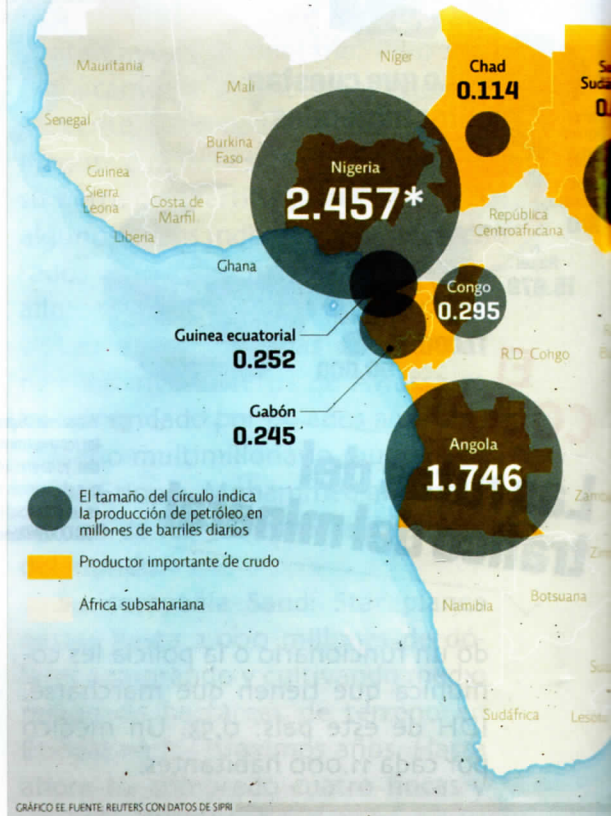 Mauritania
Níger
Chad
0.114
Mali
Senegal
Burkina
Faso
Nigeria
2.457*
Guinea
Sierra
Leona
Costa de
Marfil
Liberia
República
Centroafricana
Ghana
Congo
0.295
Guinea ecuatorial
0.252
R.D. Cohgo
Gabón
0.245
Angola
1.746
El tamaño del círculo indica
la producción de petróleo en
millones de barriles diarios
Productor importante de crudo
África subsahariana
Namibia
Botsuana
Sudáfrica
GRÁFICO EE. FUENTE: REUTERS CON DATOS DE SIPRI